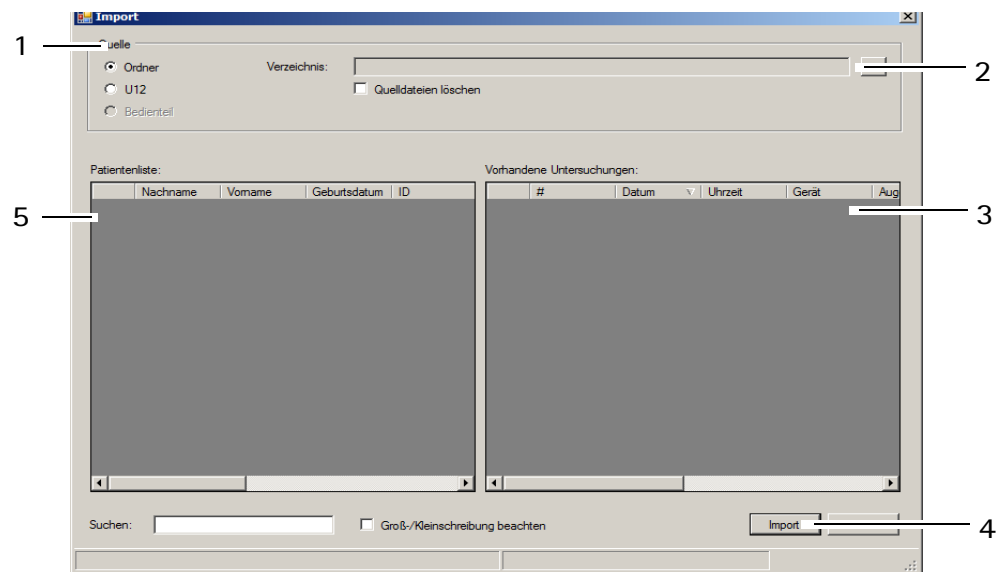 Import
1
Quelle
Ordner
Verzeichnis:
2
U12
Quelldateien löschen
Bedienteil
Patientenliste:
Vorhandene Untersuchungen:
Nachname Vorname Geburtsdatum ID
# Datum Uhrzeit Gerät Aug
5
3
Suchen:
Groß-/Kleinschreibung beachten
Import
4